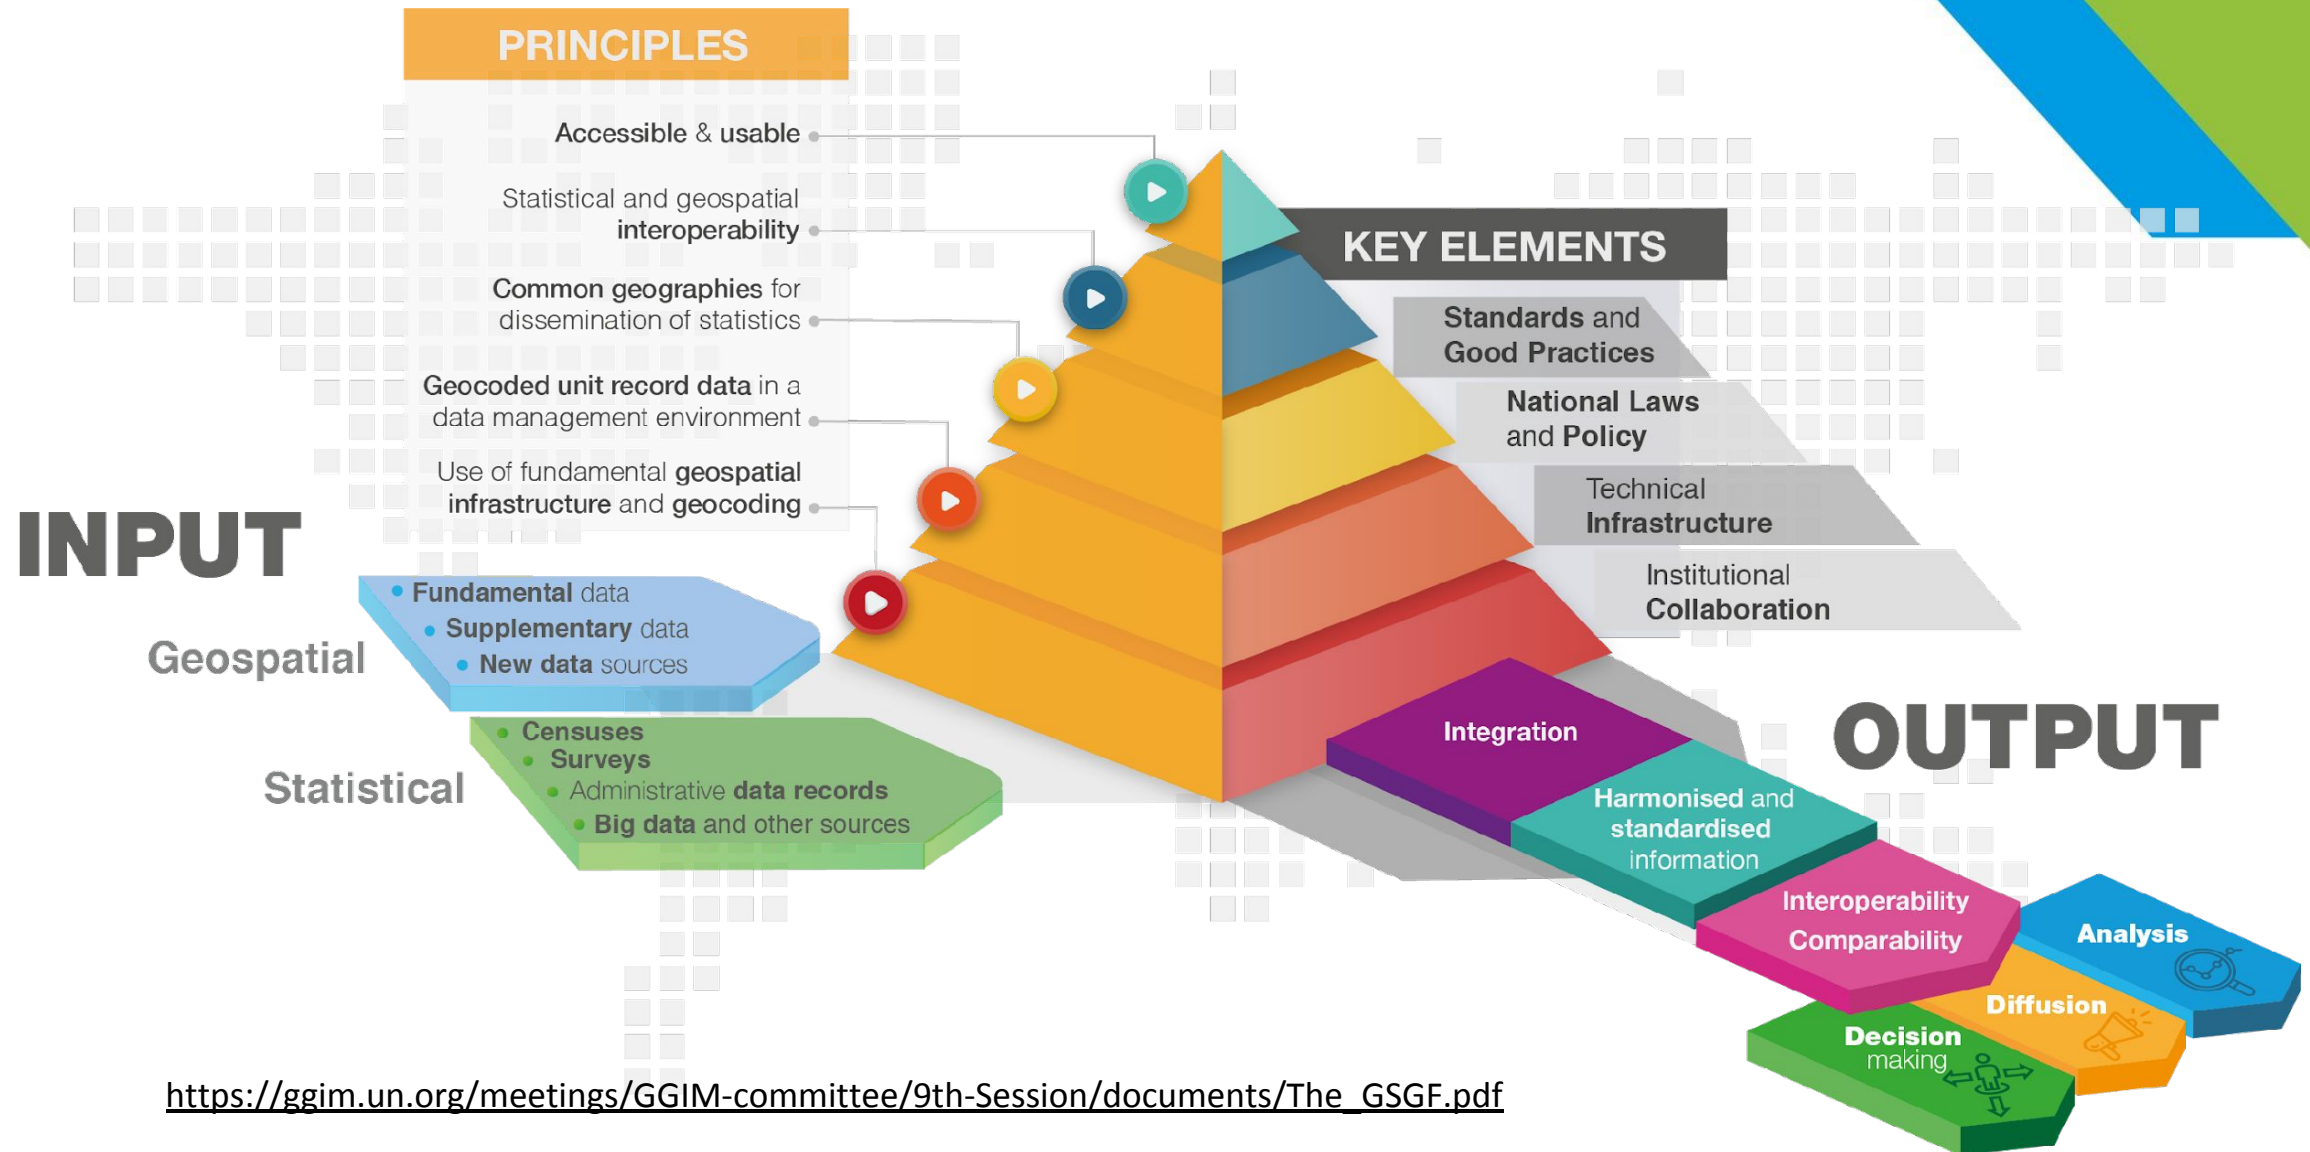 PRINCIPLES
Accessible & usable
Statistical and geospatial
interoperability
Common geographies for
dissemination of statistics
Geocoded unit record data in a
data management environment
Use of fundamental geospatial
infrastructure and geocoding
KEY ELEMENTS
Standards and
Good Practices
National Laws
and Policy
Technical
Infrastructure
Institutional
Collaboration
INPUT
Geospatial
• Fundamental data
• Supplementary data
• New data sources
Statistical
• Censuses
• Surveys
• Administrative data records
• Big data and other sources
OUTPUT
Integration
Harmonised and
standardised
information
Interoperability
Comparability
Analysis
Diffusion
Decision
making
https://ggim.un.org/meetings/GGIM-committee/9th-Session/documents/The_GSGF.pdf